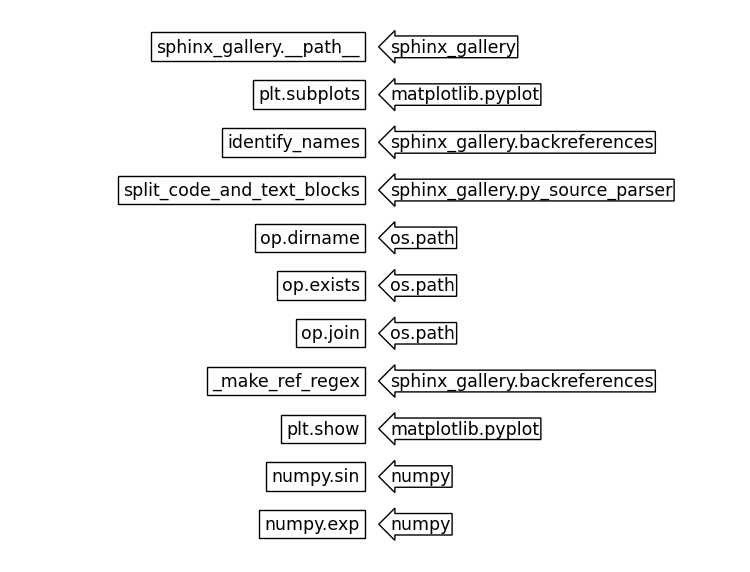 sphinx_gallery.__path__ sphinx_gallery
plt.subplots matplotlib.pyplot
identify_names sphinx_gallery.backreferences
split_code_and_text_blocks sphinx_gallery.py_source_parser
op.dirname os.path
op.exists os.path
op.join os.path
_make_ref_regex sphinx_gallery.backreferences
plt.show matplotlib.pyplot
numpy.sin numpy
numpy.exp numpy